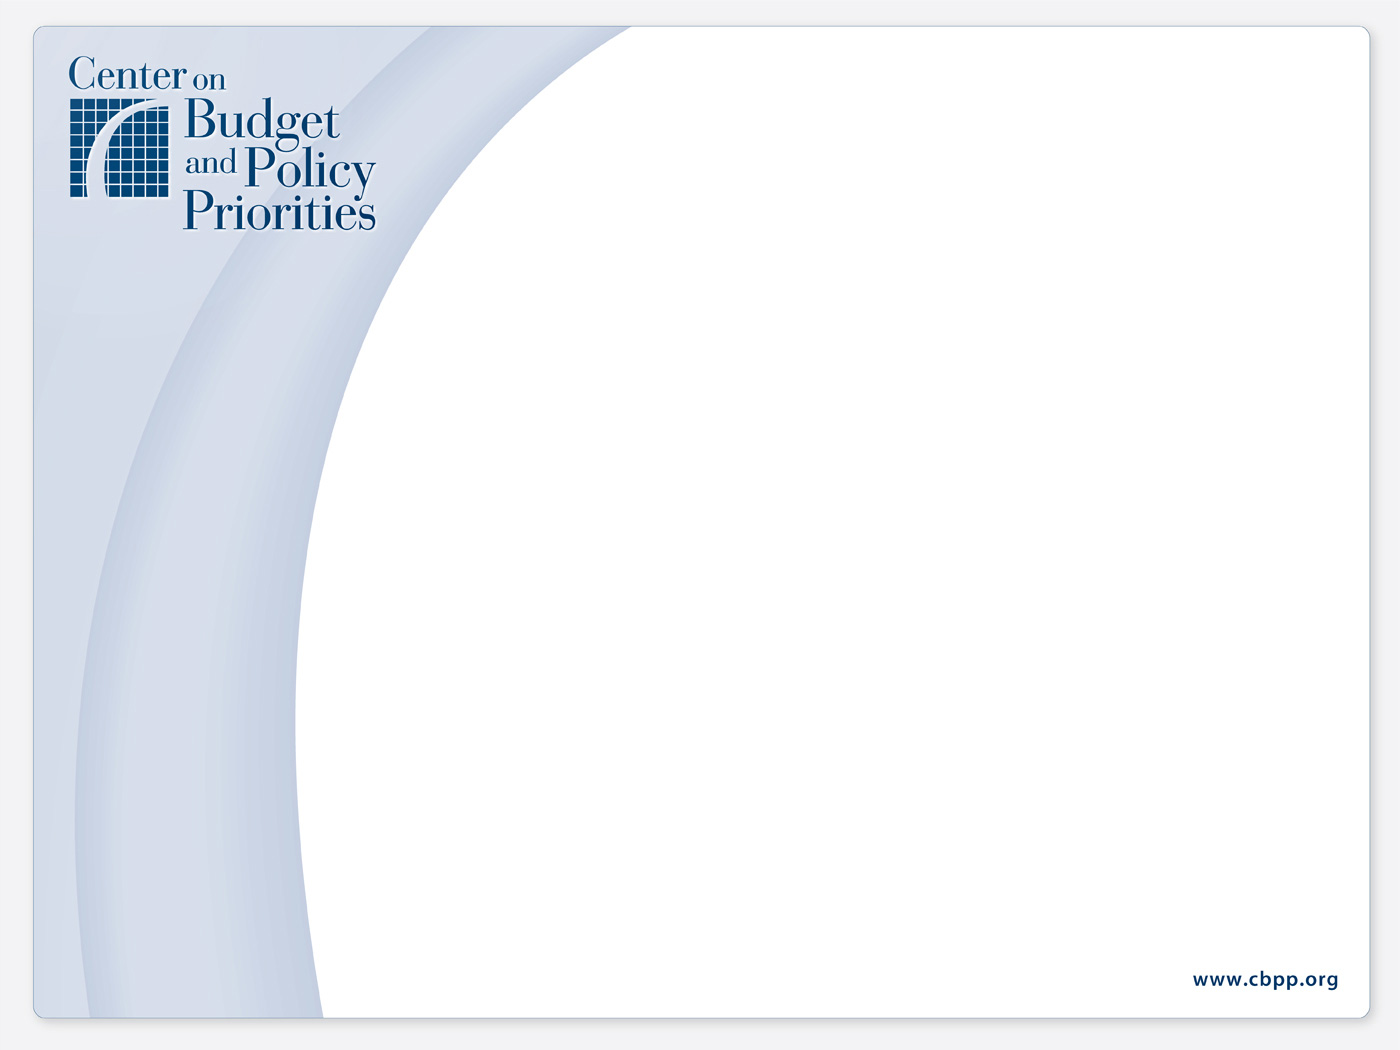 Center on
Budget
and Policy
Priorities
www.cbpp.org